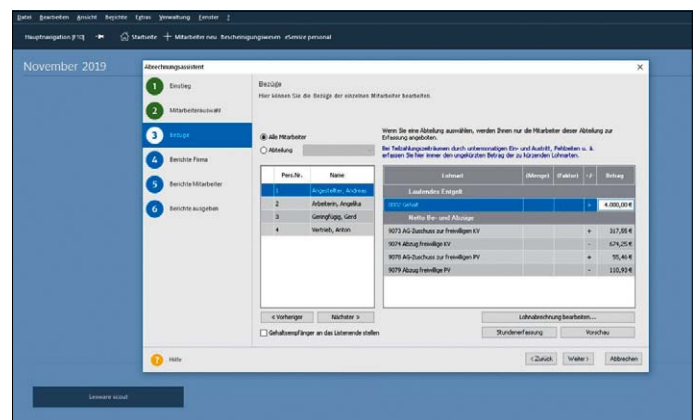 Datei Bearbeiten Ansicht Berichte Extras Verwaltung Fenster ?
Hauptnavigation [F10] Startseite Mitarbeiter neu Bescheinigungswesen eService personal
November 2019
Abrechnungsassistent
1 Einstieg
2 Mitarbeiterauswahl
3 Bezüge
4 Berichte Firma
5 Berichte Mitarbeiter
6 Berichte ausgeben
Hilfe
Bezüge
Hier können Sie die Bezüge der einzelnen Mitarbeiter bearbeiten.
Alle Mitarbeiter
Abteilung
Wenn Sie eine Abteilung auswählen, werden Ihnen nur die Mitarbeiter dieser Abteilung zur
Erfassung angeboten.
Bei Teilzahlungszeiträumen durch untermonatigen Ein- und Austritt, Fehlzeiten u. ä.
erfassen Sie hier immer den ungekürzten Betrag der zu kürzenden Lohnarten.
Pers.Nr. Name
1 Angestellter, Andreas
2 Arbeiterin, Angelika
3 Geringfügig, Gerd
4 Vertrieb, Anton
Lohnart (Menge) (Faktor) +/- Betrag
Laufendes Entgelt
0002 Gehalt + 4.000,00 €
Netto Be- und Abzüge
9073 AG-Zuschuss zur freiwilligen KV + 317,55 €
9074 Abzug freiwillige KV - 674,25 €
9078 AG-Zuschuss zur freiwilligen PV + 55,46 €
9079 Abzug freiwillige PV - 110,93 €
< Vorheriger Nächster >
Lohnabrechnung bearbeiten...
Gehaltsempfänger an das Listenende stellen
Stundenerfassung Vorschau
< Zurück Weiter > Abbrechen
Lexware scout